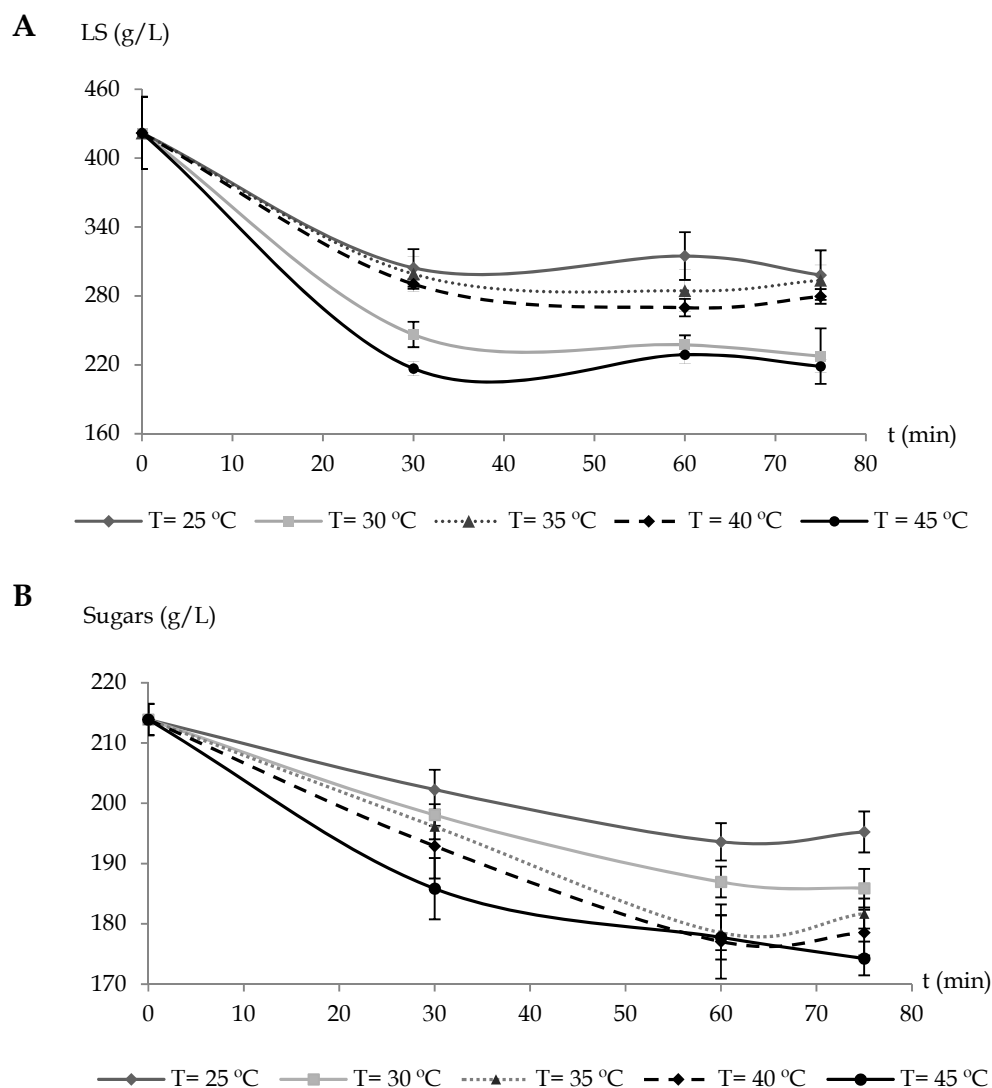 A
LS (g/L)
460
400
340
280
220
160
t (min)
0 10 20 30 40 50 60 70 80
T= 25 ºC T= 30 ºC T= 35 ºC T = 40 ºC T = 45 ºC
B
Sugars (g/L)
220
210
200
190
180
170
t (min)
0 10 20 30 40 50 60 70 80
T= 25 ºC T= 30 ºC T= 35 ºC T= 40 ºC T= 45 ºC